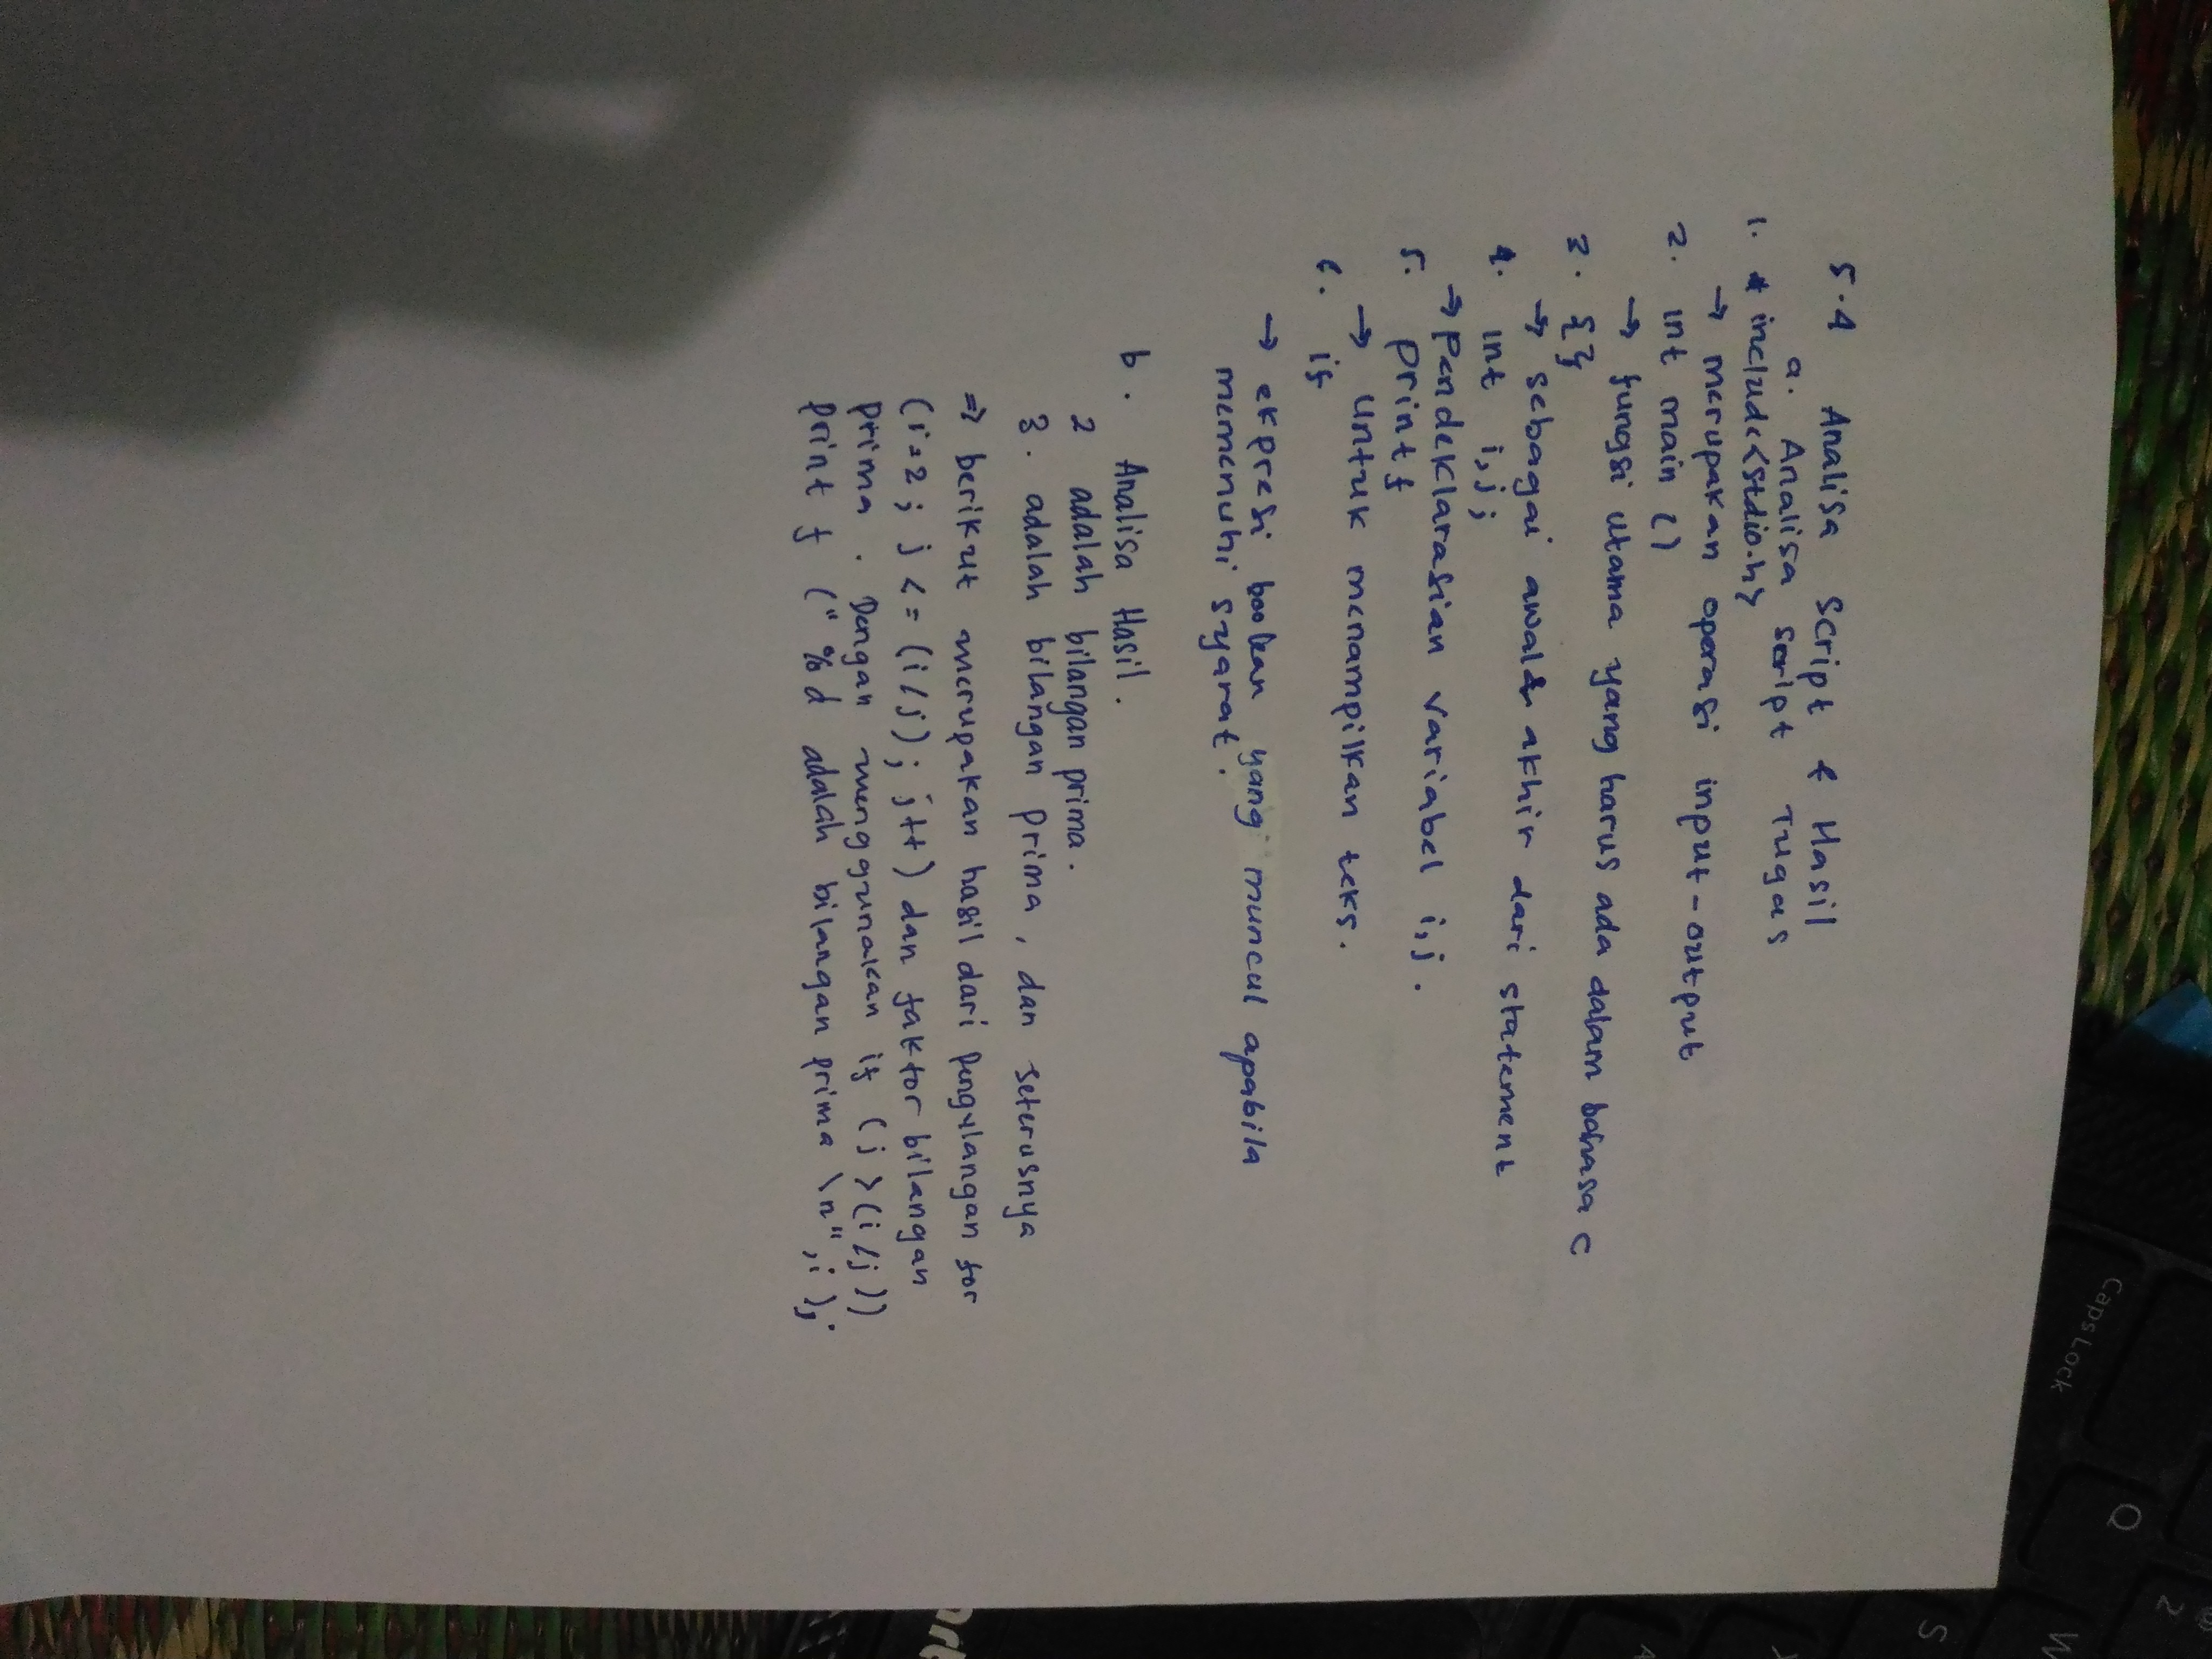 5.4 Analisa Script & Hasil
a. Analisa Script Tugas
1. # include<stdio.h>
→ merupakan operasi input-output
2. int main ()
→ fungsi utama yang harus ada dalam bahasa C
3. {}
→ sebagai awal & akhir dari statement
4. int i,j;
→ Pendeklarasian variabel i,j.
5. Printf
→ Untuk menampilkan teks.
6. if
→ ekpresi boolean yang muncul apabila
memenuhi syarat.
b. Analisa Hasil.
2 adalah bilangan prima.
3. adalah bilangan prima, dan seterusnya
=> berikut merupakan hasil dari pengulangan for
(i=2; j <= (i/j); j++) dan faktor bilangan
prima. Dengan menggunakan if (j >(i/j))
print f ("%d adalah bilangan prima \n",i);
CapsLock
Q
2
W
S
A